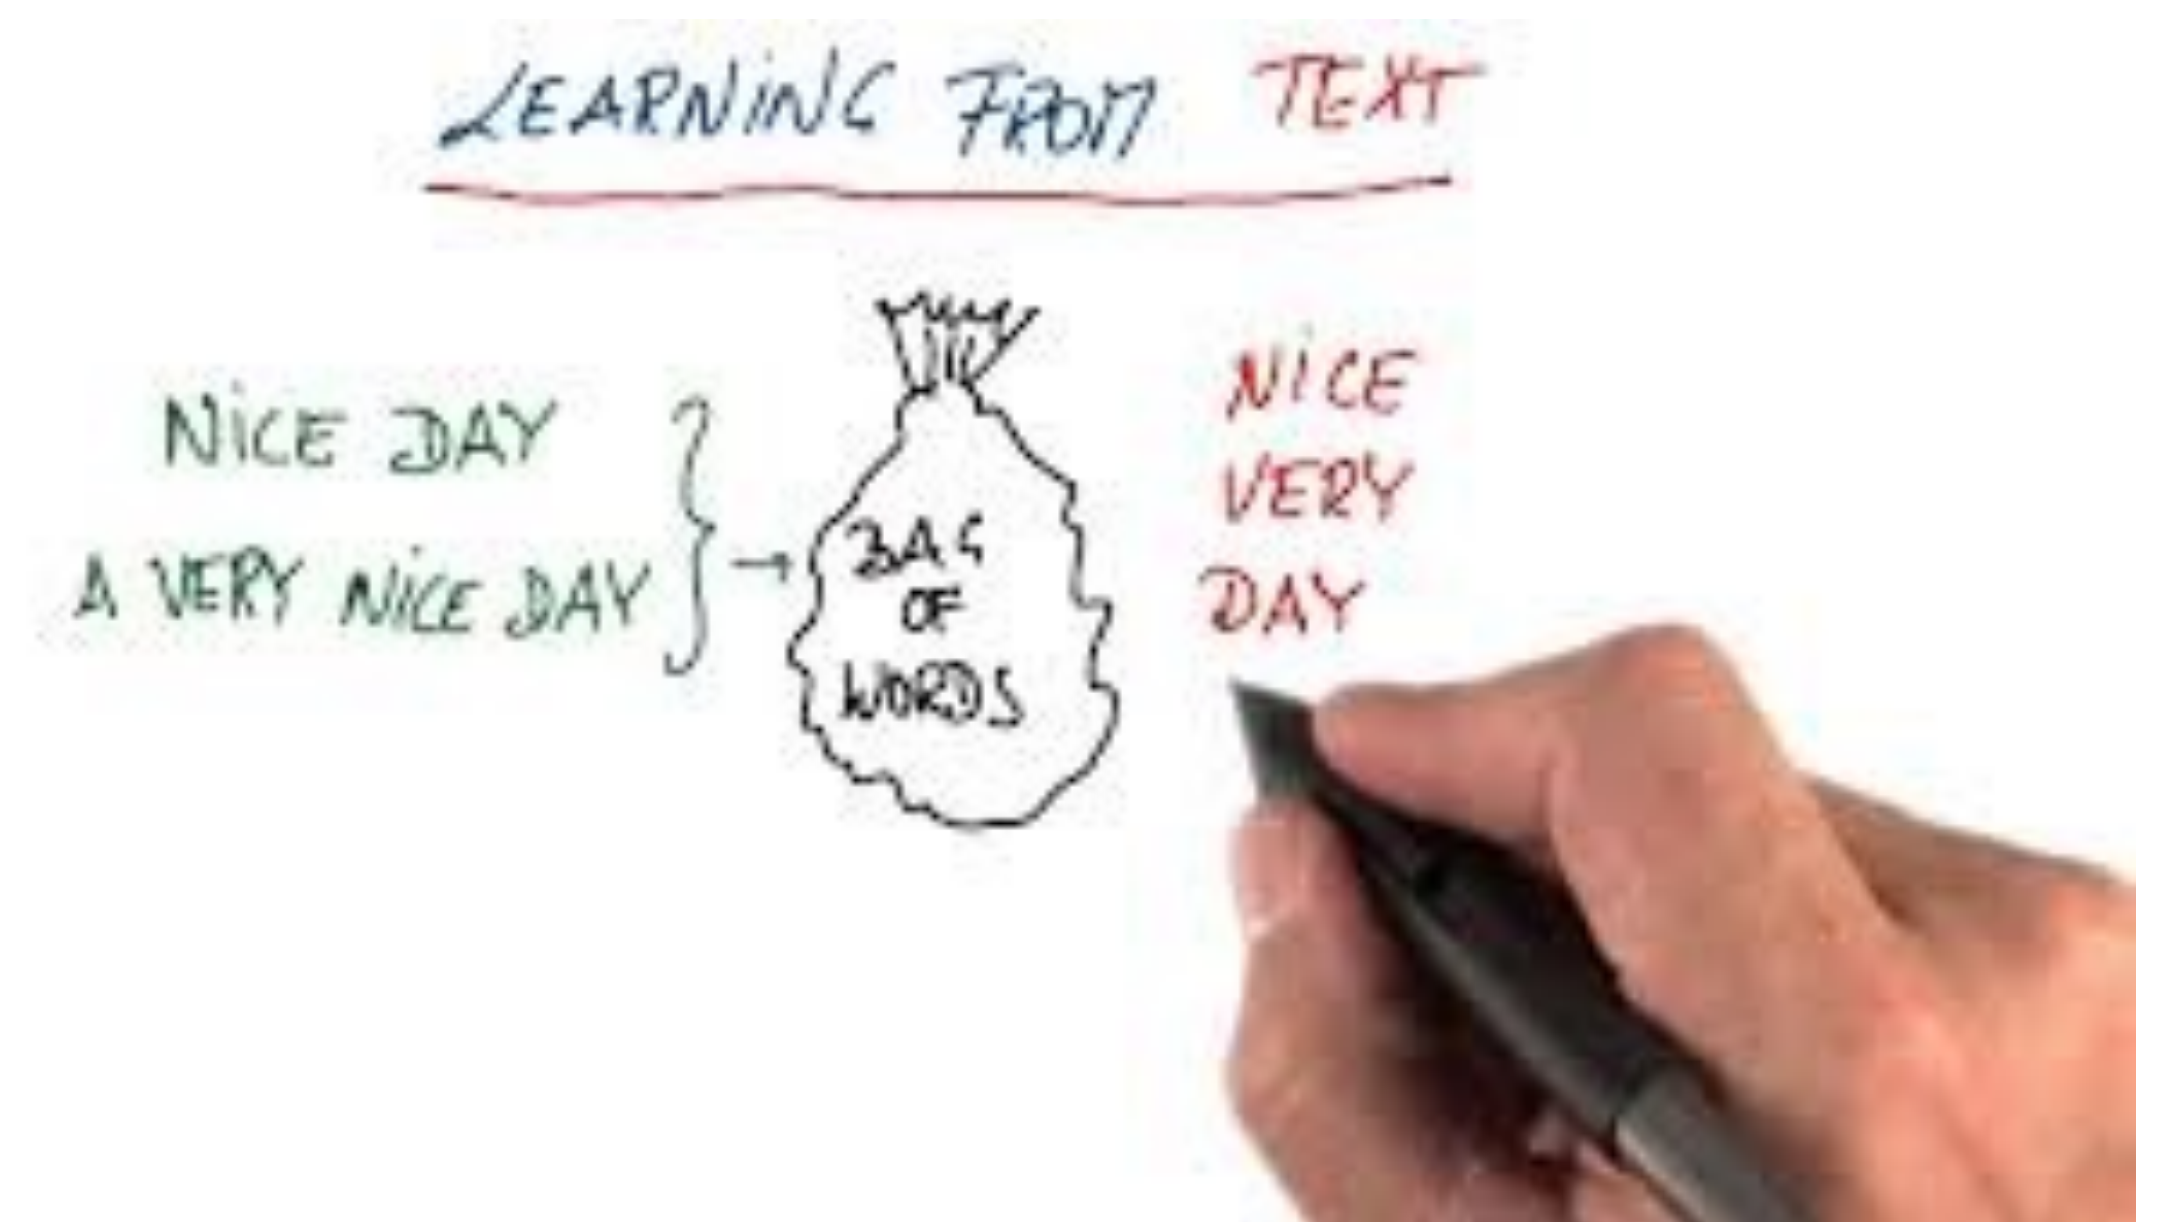 LEARNING FROM TEXT
NICE DAY
A VERY NICE DAY
BAG
OF
WORDS
NICE
VERY
DAY